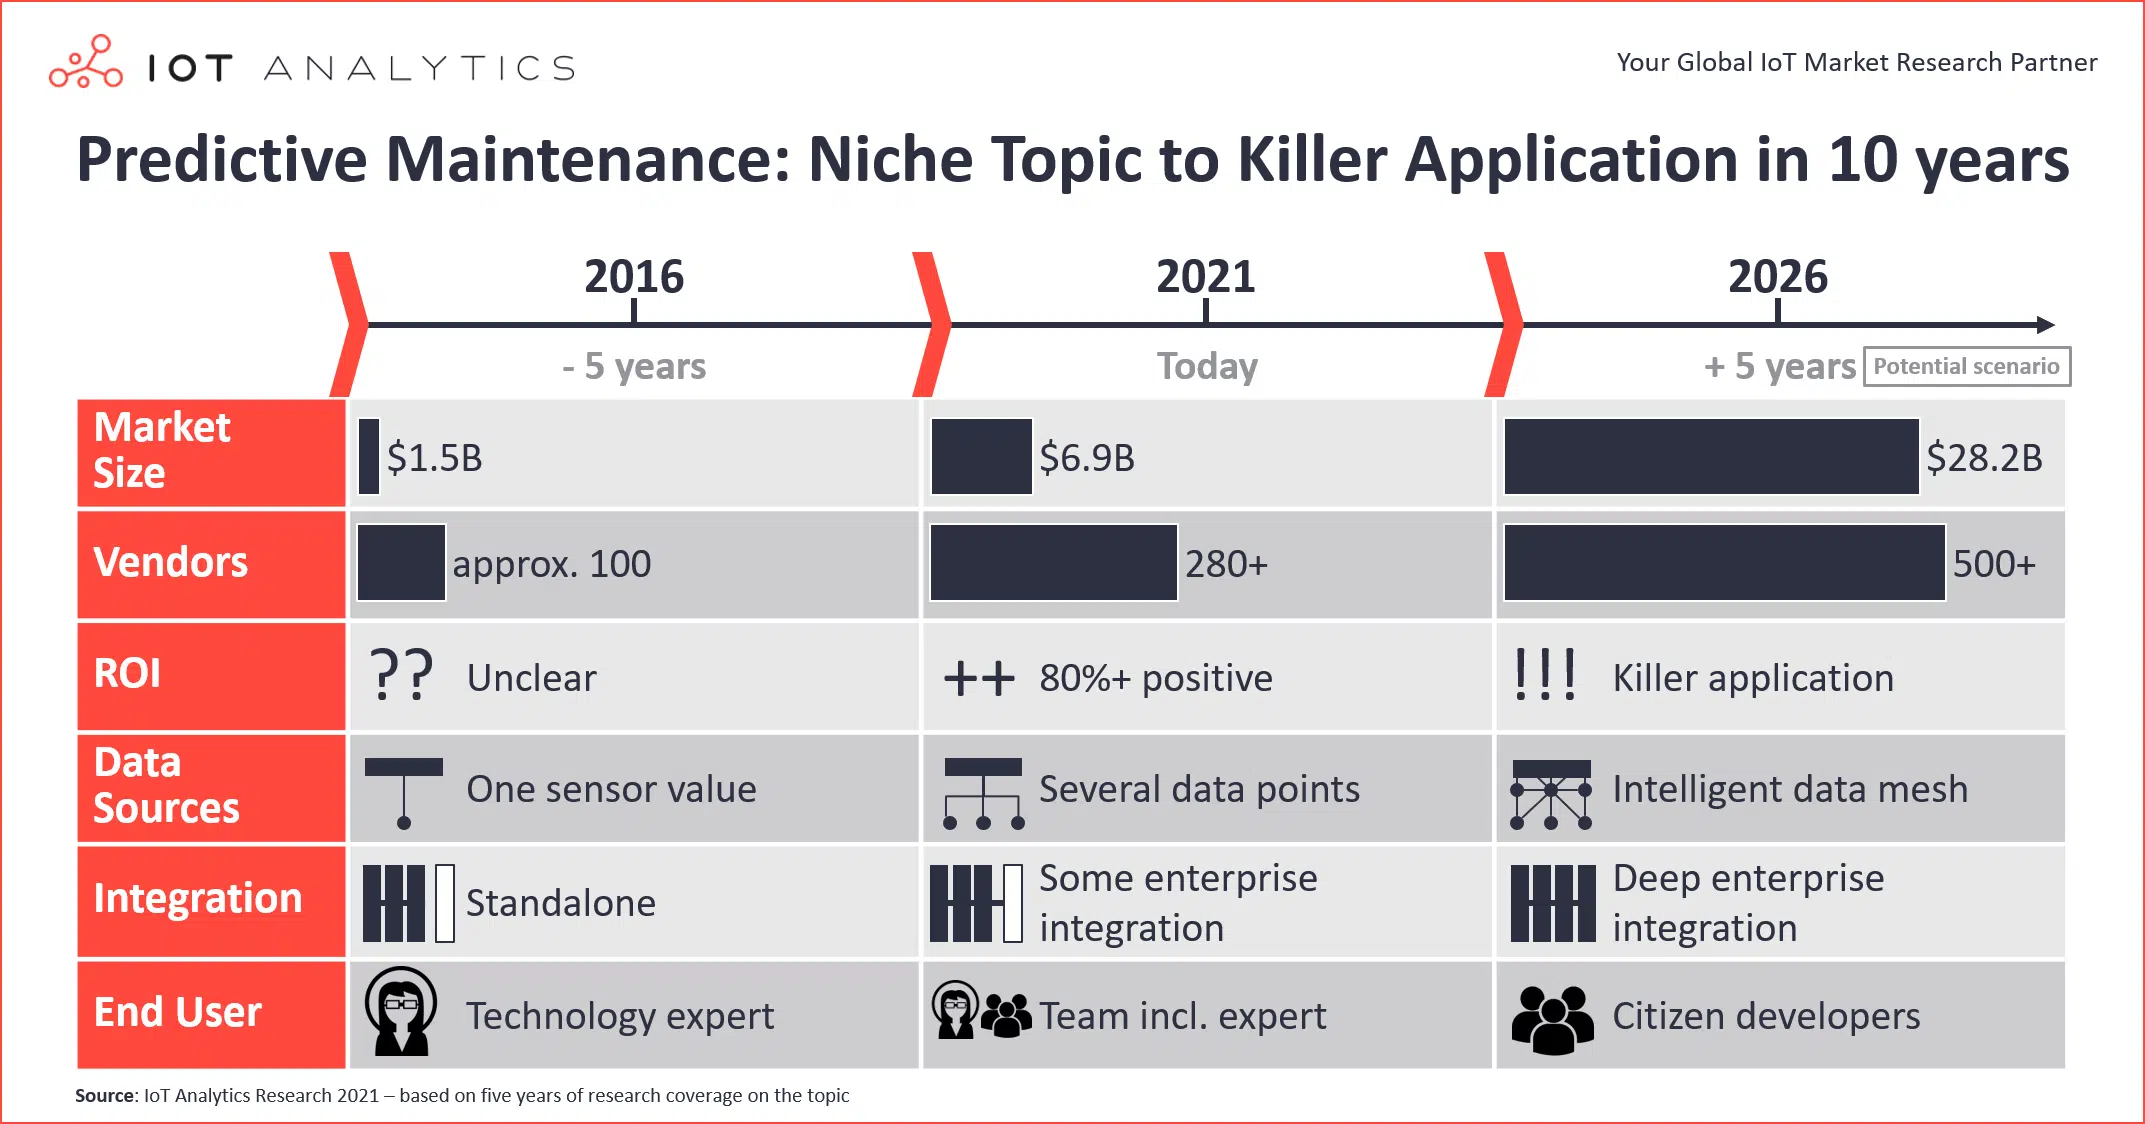 IOT ANALYTICS
Your Global IoT Market Research Partner
Predictive Maintenance: Niche Topic to Killer Application in 10 years
2016
2021
2026
- 5 years
Today
+ 5 years
Potential scenario
Market
Size
$1.5B
$6.9B
$28.2B
Vendors
approx. 100
280+
500+
ROI
?? Unclear
++ 80%+ positive
!!! Killer application
Data
Sources
One sensor value
Several data points
Intelligent data mesh
Integration
Standalone
Some enterprise
integration
Deep enterprise
integration
End User
Technology expert
Team incl. expert
Citizen developers
Source: IoT Analytics Research 2021 – based on five years of research coverage on the topic